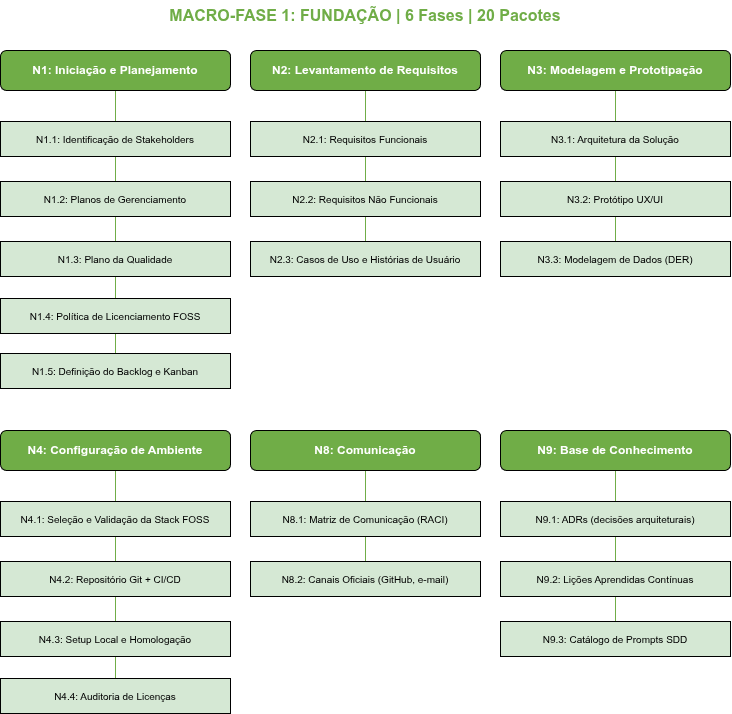 MACRO-FASE 1: FUNDAÇÃO | 6 Fases | 20 Pacotes
N1: Iniciação e Planejamento
N1.1: Identificação de Stakeholders
N1.2: Planos de Gerenciamento
N1.3: Plano da Qualidade
N1.4: Política de Licenciamento FOSS
N1.5: Definição do Backlog e Kanban
N2: Levantamento de Requisitos
N2.1: Requisitos Funcionais
N2.2: Requisitos Não Funcionais
N2.3: Casos de Uso e Histórias de Usuário
N3: Modelagem e Prototipação
N3.1: Arquitetura da Solução
N3.2: Protótipo UX/UI
N3.3: Modelagem de Dados (DER)
N4: Configuração de Ambiente
N4.1: Seleção e Validação da Stack FOSS
N4.2: Repositório Git + CI/CD
N4.3: Setup Local e Homologação
N4.4: Auditoria de Licenças
N8: Comunicação
N8.1: Matriz de Comunicação (RACI)
N8.2: Canais Oficiais (GitHub, e-mail)
N9: Base de Conhecimento
N9.1: ADRs (decisões arquiteturais)
N9.2: Lições Aprendidas Contínuas
N9.3: Catálogo de Prompts SDD